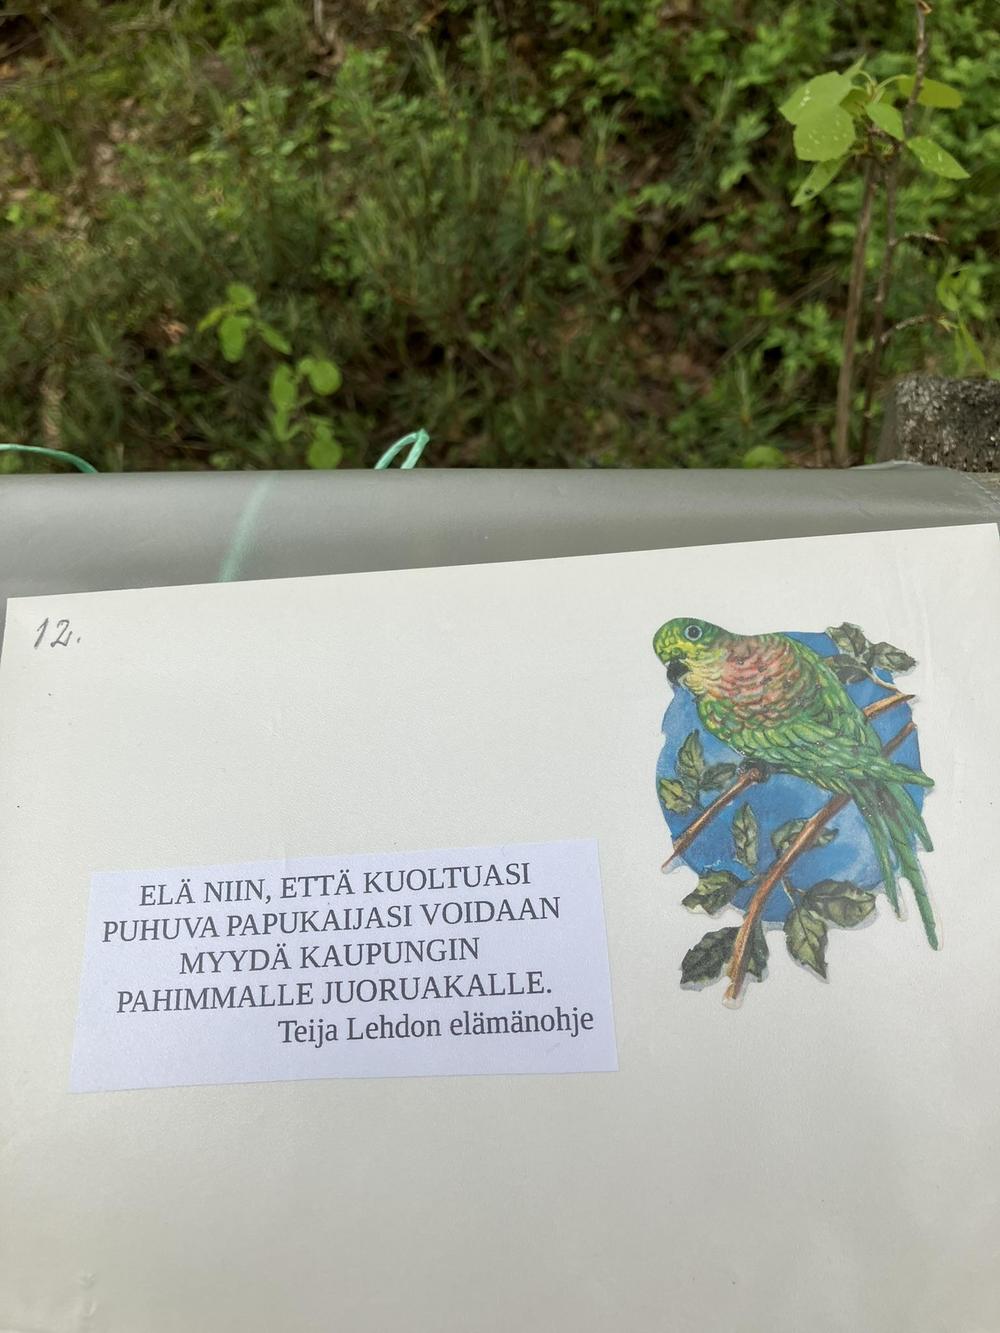 12.
ELÄ NIIN, ETTÄ KUOLTUASI
PUHUVA PAPUKAIJASI VOIDAAN
MYYDÄ KAUPUNGIN
PAHIMMALLE JUORUAKALLE.
Teija Lehdon elämänohje